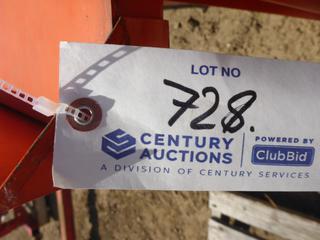 LOT NO
728.
CENTURY AUCTIONS
POWERED BY
ClubBid
A DIVISION OF CENTURY SERVICES